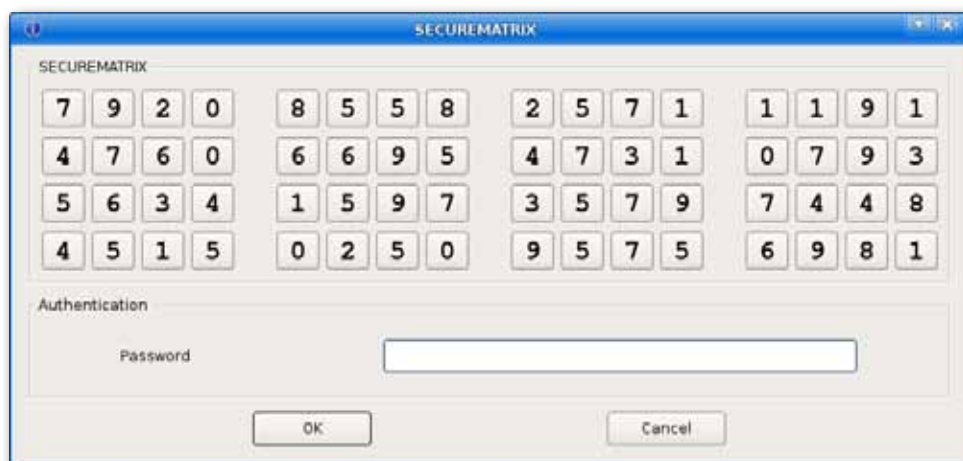 SECUREMATRIX
SECUREMATRIX
7 9 2 0 8 5 5 8 2 5 7 1 1 1 9 1
4 7 6 0 6 6 9 5 4 7 3 1 0 7 9 3
5 6 3 4 1 5 9 7 3 5 7 9 7 4 4 8
4 5 1 5 0 2 5 0 9 5 7 5 6 9 8 1
Authentication
Password
OK Cancel